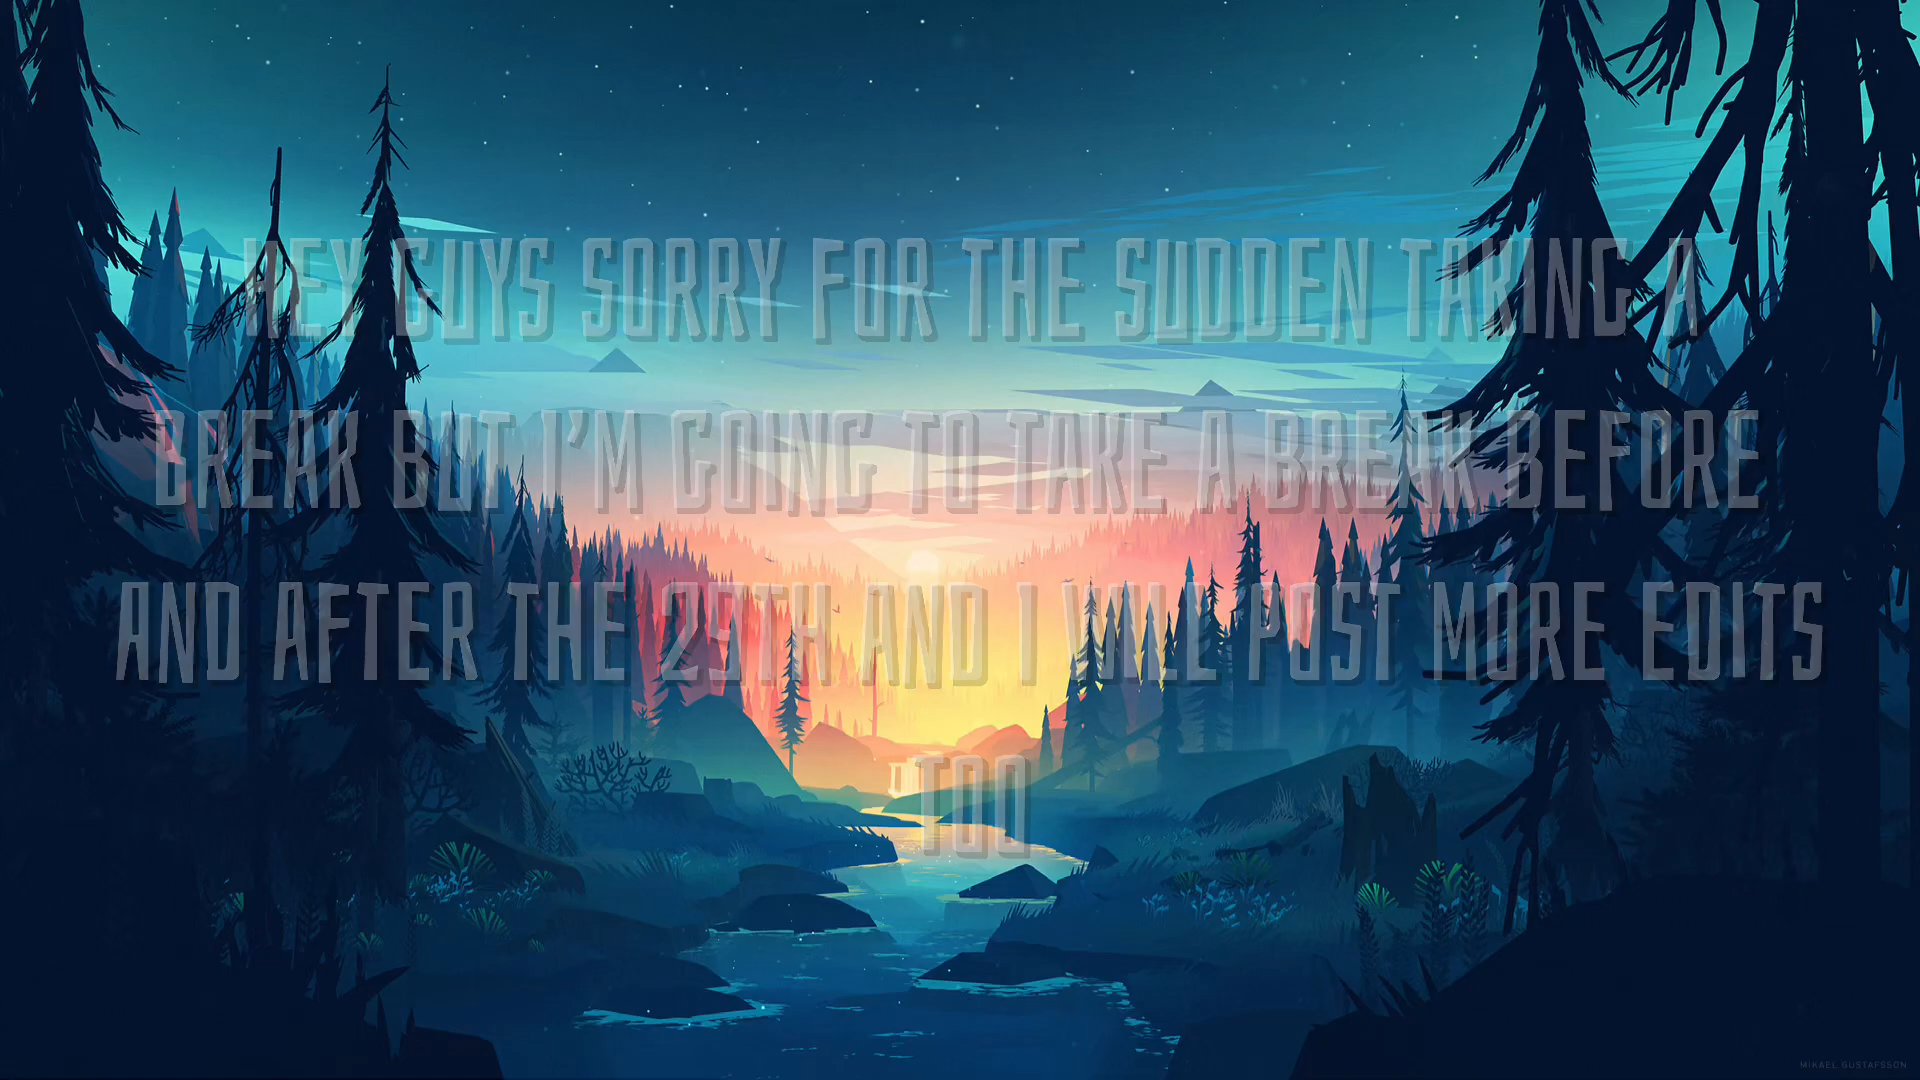 HEY GUYS SORRY FOR THE SUDDEN TAKING A
BREAK BUT I'M GOING TO TAKE A BREAK BEFORE
AND AFTER THE 29TH AND I WILL POST MORE EDITS
TOO
MIKAEL GUSTAFSSON